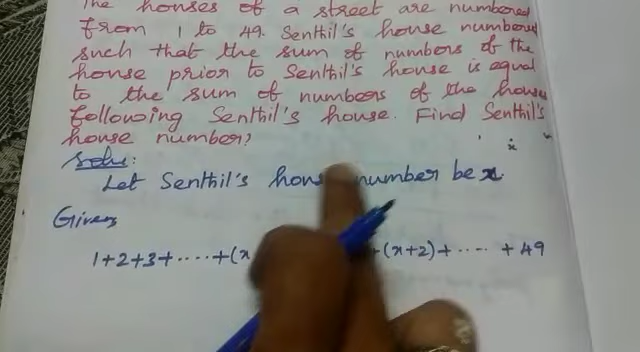 The houses of a street are numbered
from 1 to 49. Senthil's house numbered
such that the sum of numbers of the
house prior to Senthil's house is equal
to the sum of numbers of the house
following Senthil's house. Find Senthil's
house number?
Solu:
Let Senthil's number be x.
Given
1+2+3+.....+(x (x+2)+.....+49